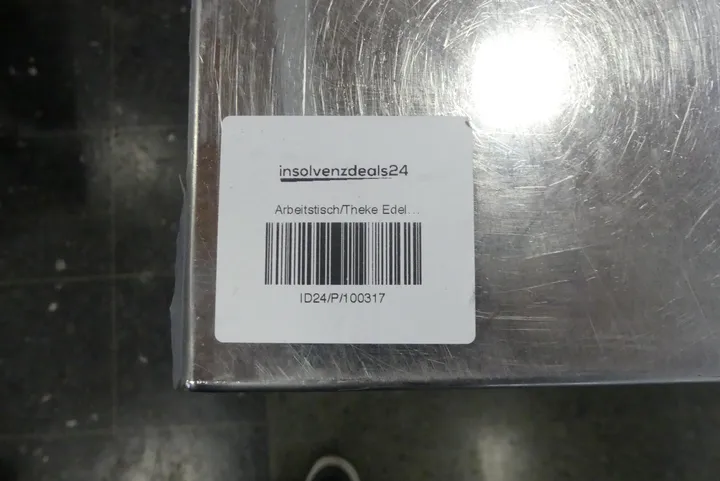 insolvenzdeals24
Arbeitstisch/Theke Edel...
ID24/P/100317